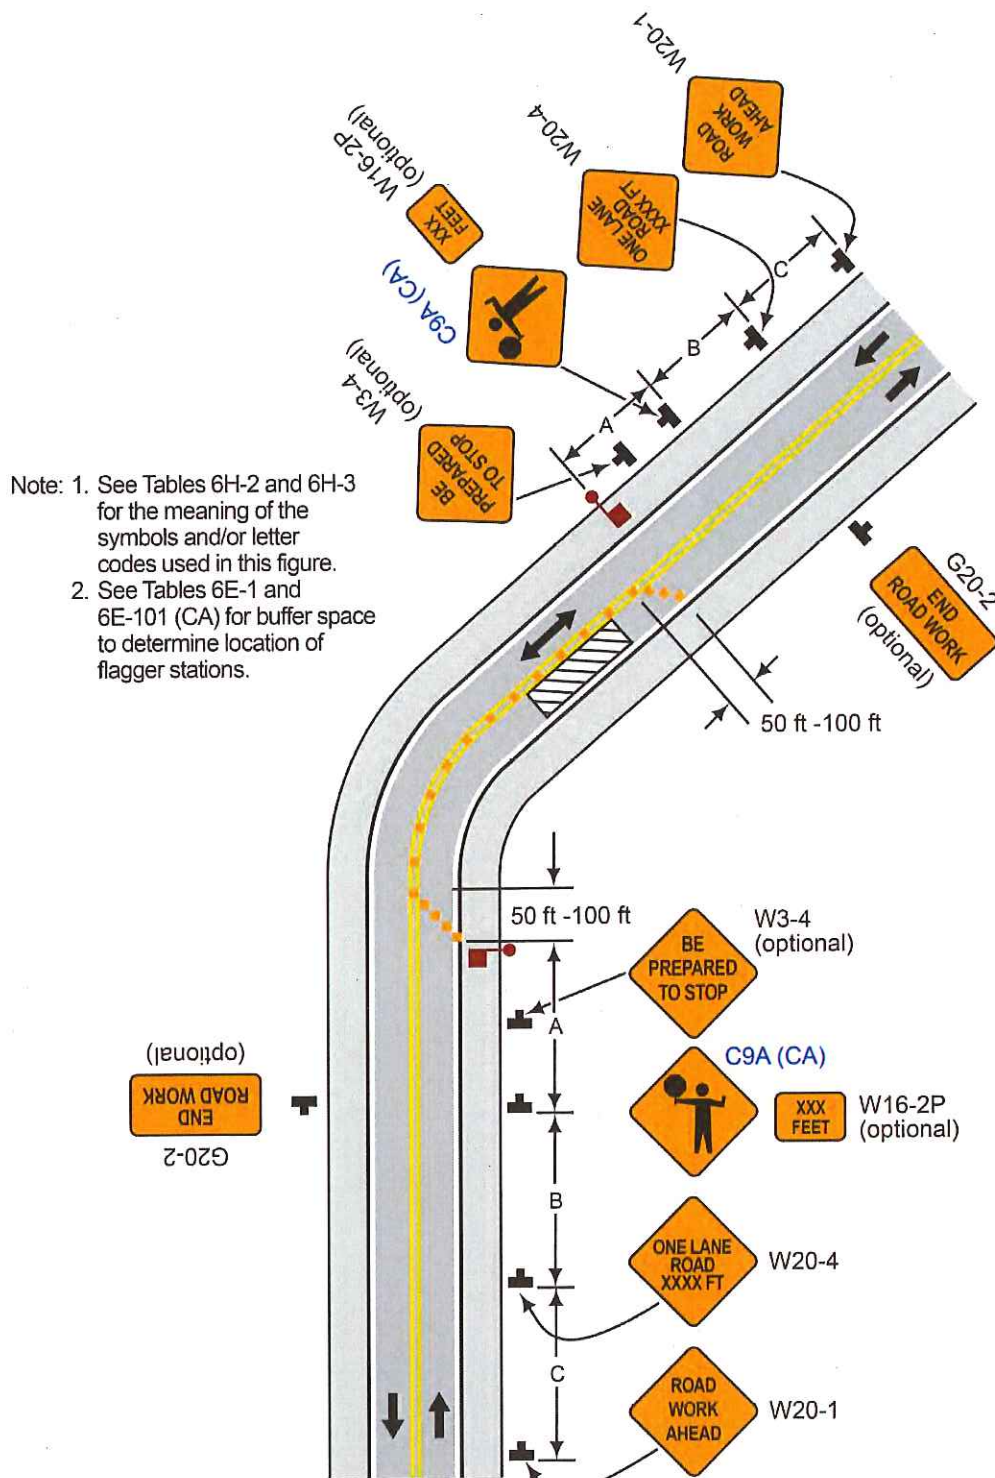 W20-1
ROAD
WORK
AHEAD
W20-4
ONE LANE
ROAD
XXXX FT
W16-2P
(optional)
XXX
FEET
C9A (CA)
W3-4
(optional)
BE
PREPARED
TO STOP
C
B
A
Note: 1. See Tables 6H-2 and 6H-3
for the meaning of the
symbols and/or letter
codes used in this figure.
2. See Tables 6E-1 and
6E-101 (CA) for buffer space
to determine location of
flagger stations.
G20-2
END
ROAD WORK
(optional)
50 ft -100 ft
50 ft -100 ft
W3-4
(optional)
BE
PREPARED
TO STOP
A
C9A (CA)
XXX
FEET
W16-2P
(optional)
G20-2
END
ROAD WORK
(optional)
B
ONE LANE
ROAD
XXXX FT
W20-4
C
ROAD
WORK
AHEAD
W20-1